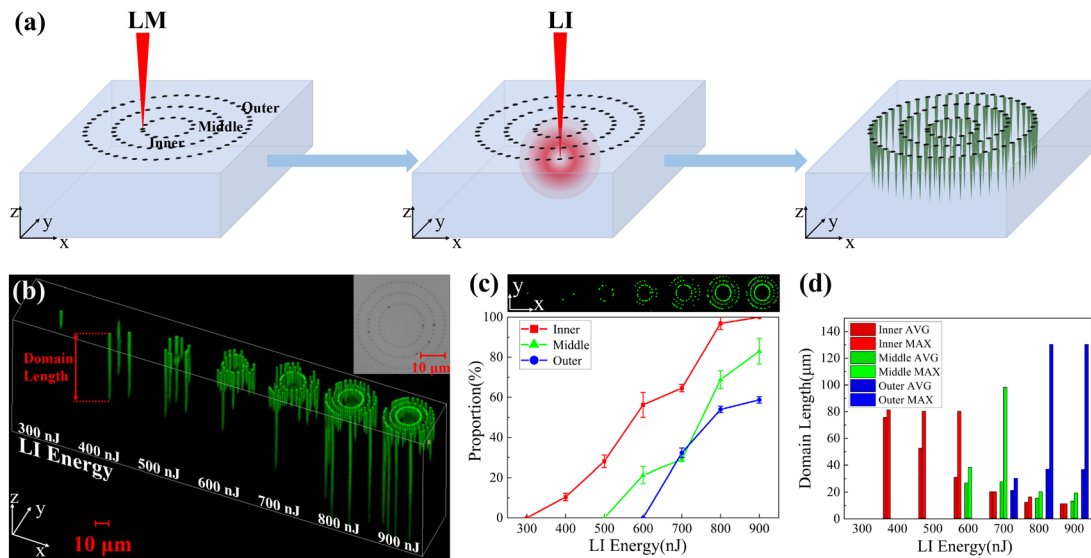 (a)
LM
LI
Outer
Middle
Inner
z
y
x
z
y
x
z
y
x
(b)
Domain
Length
10 μm
300 nJ
400 nJ
500 nJ
600 nJ
700 nJ
800 nJ
900 nJ
LI Energy
z
y
x
10 μm
(c)
y
x
Inner
Middle
Outer
Proportion(%)
100
80
60
40
20
0
300 400 500 600 700 800 900
LI Energy(nJ)
(d)
Inner AVG
Inner MAX
Middle AVG
Middle MAX
Outer AVG
Outer MAX
Domain Length(μm)
140
120
100
80
60
40
20
0
400 500 600 700 800 900
LI Energy(nJ)